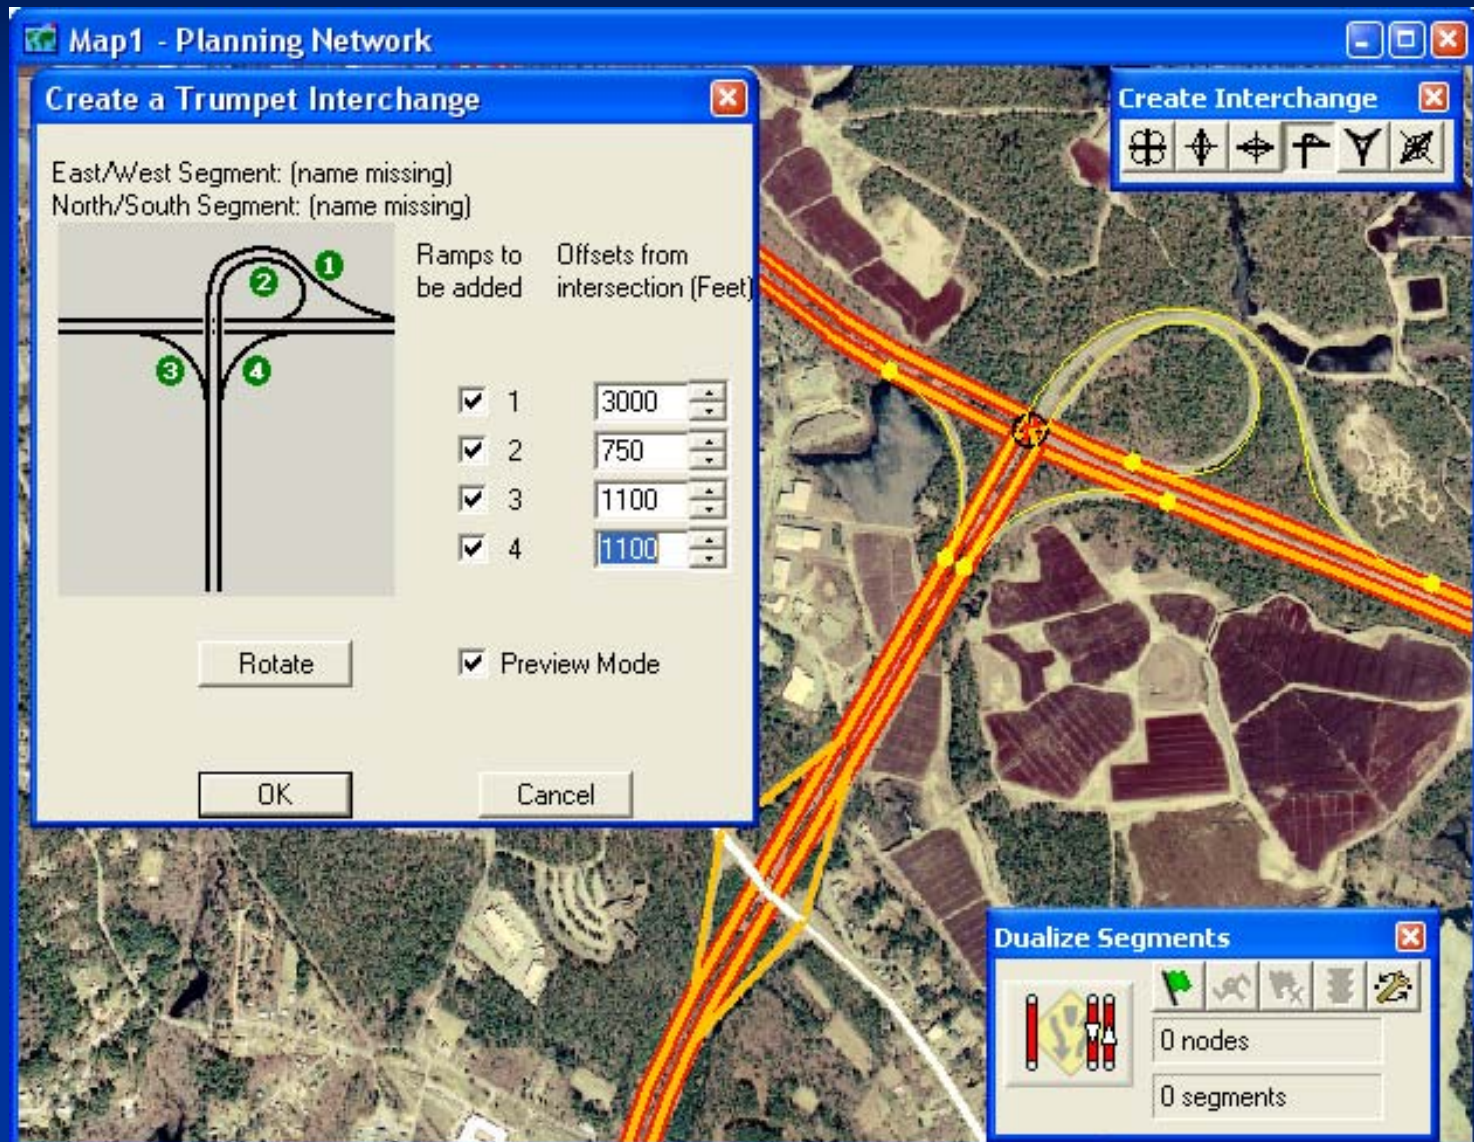 Map1 - Planning Network
Create a Trumpet Interchange
Create Interchange
East/West Segment: (name missing)
North/South Segment: (name missing)
Ramps to be added
Offsets from intersection (Feet)
1
2
3
4
1 3000
2 750
3 1100
4 1100
Rotate
Preview Mode
OK
Cancel
Dualize Segments
0 nodes
0 segments